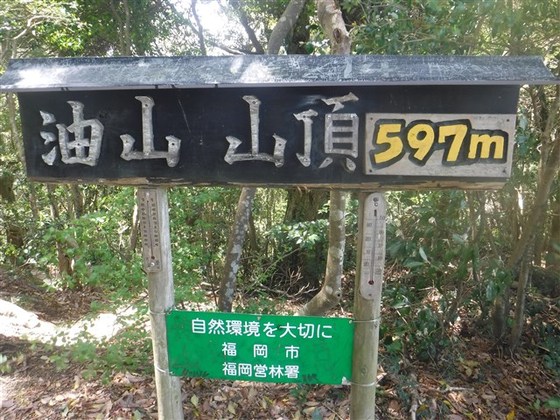 油山 山頂 597m
自然環境を大切に
福岡市
福岡営林署